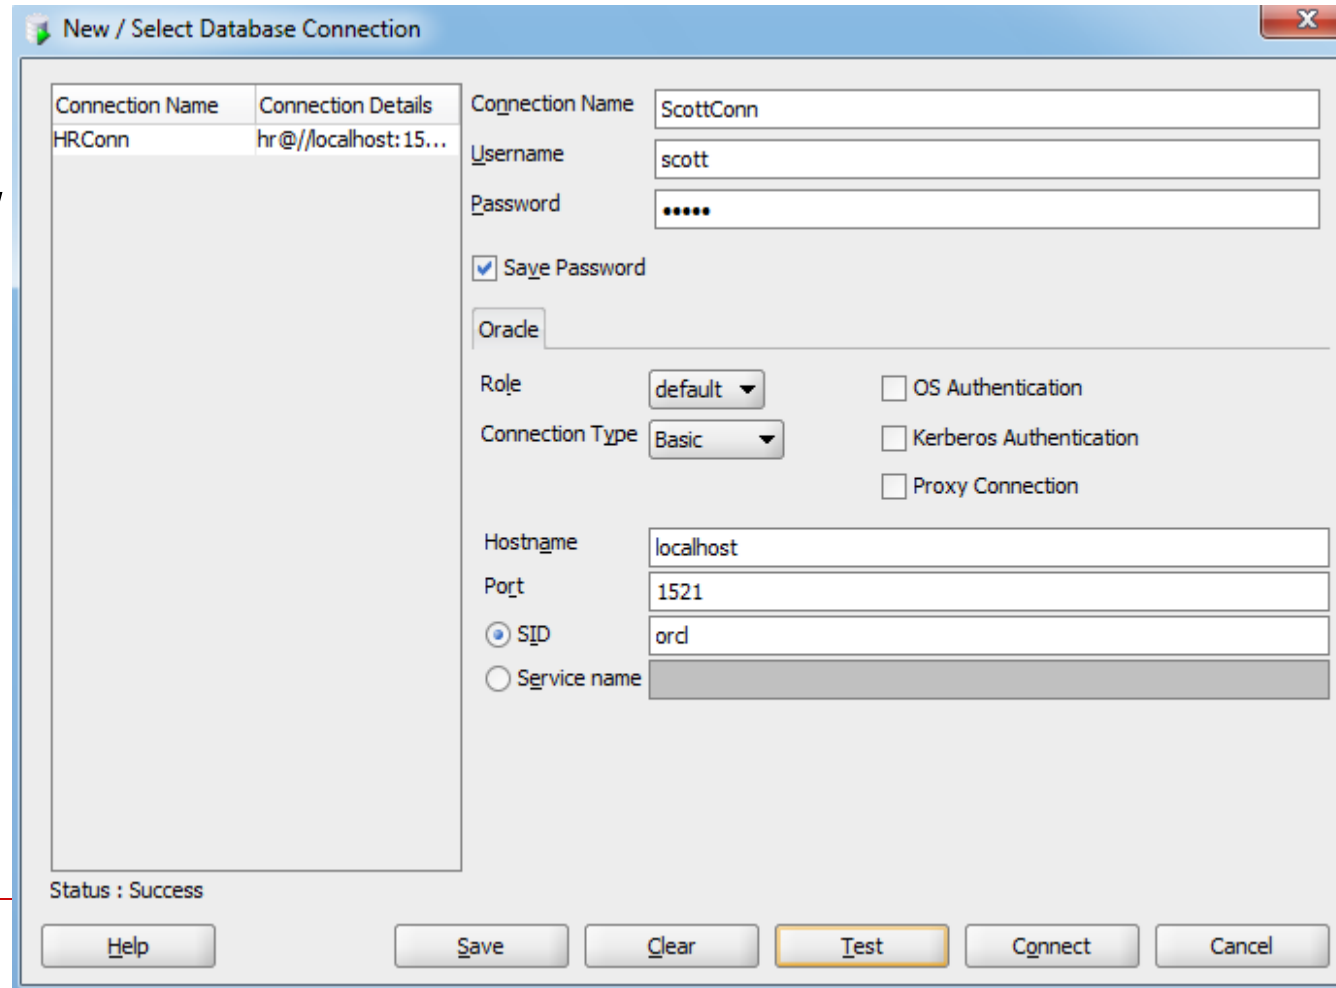 New / Select Database Connection
x
Connection Name Connection Details
HRConn hr@//localhost:15...
Connection Name ScottConn
Username scott
Password •••••
Save Password
Oracle
Role default
OS Authentication
Connection Type Basic
Kerberos Authentication
Proxy Connection
Hostname localhost
Port 1521
SID orcl
Service name
Status : Success
Help Save Clear Test Connect Cancel